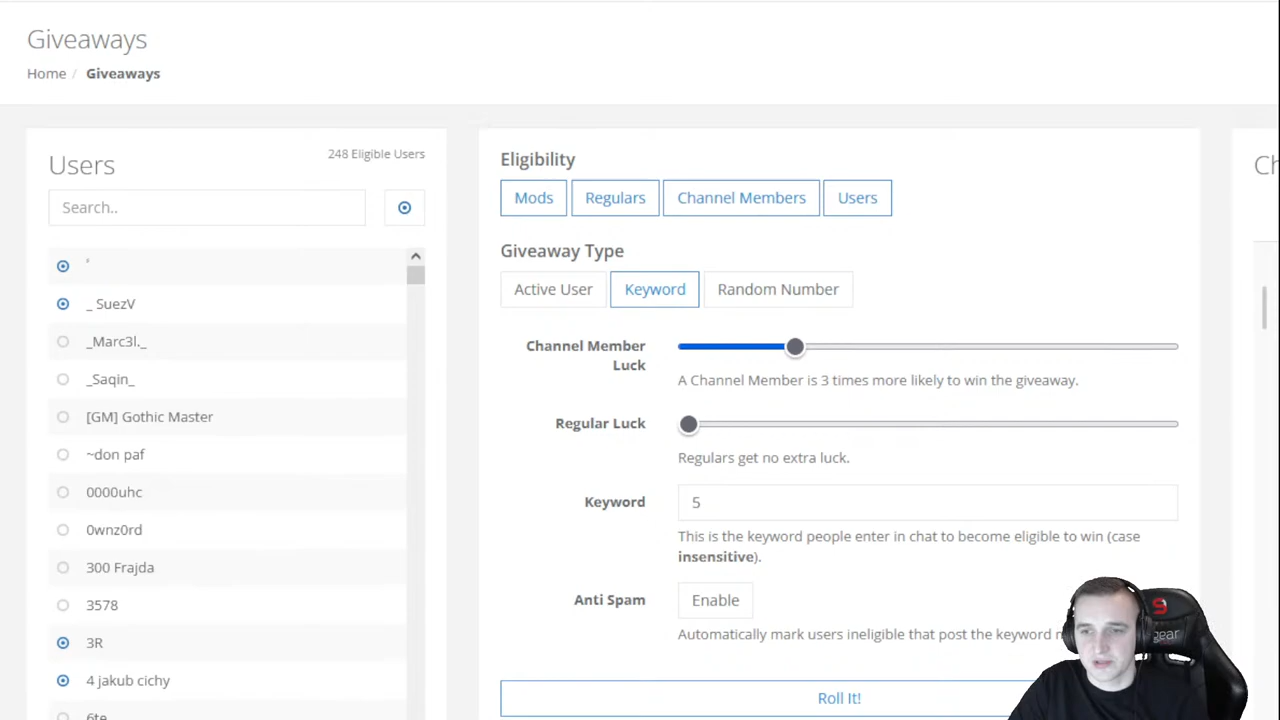 Giveaways
Home / Giveaways
Users
248 Eligible Users
Search..
'
_ SuezV
_Marc3l._
_Saqin_
[GM] Gothic Master
~don paf
0000uhc
0wnz0rd
300 Frajda
3578
3R
4 jakub cichy
6te
Eligibility
Mods
Regulars
Channel Members
Users
Giveaway Type
Active User
Keyword
Random Number
Channel Member
Luck
A Channel Member is 3 times more likely to win the giveaway.
Regular Luck
Regulars get no extra luck.
Keyword
5
This is the keyword people enter in chat to become eligible to win (case
insensitive).
Anti Spam
Enable
Automatically mark users ineligible that post the keyword
Roll It!
Ch
gear